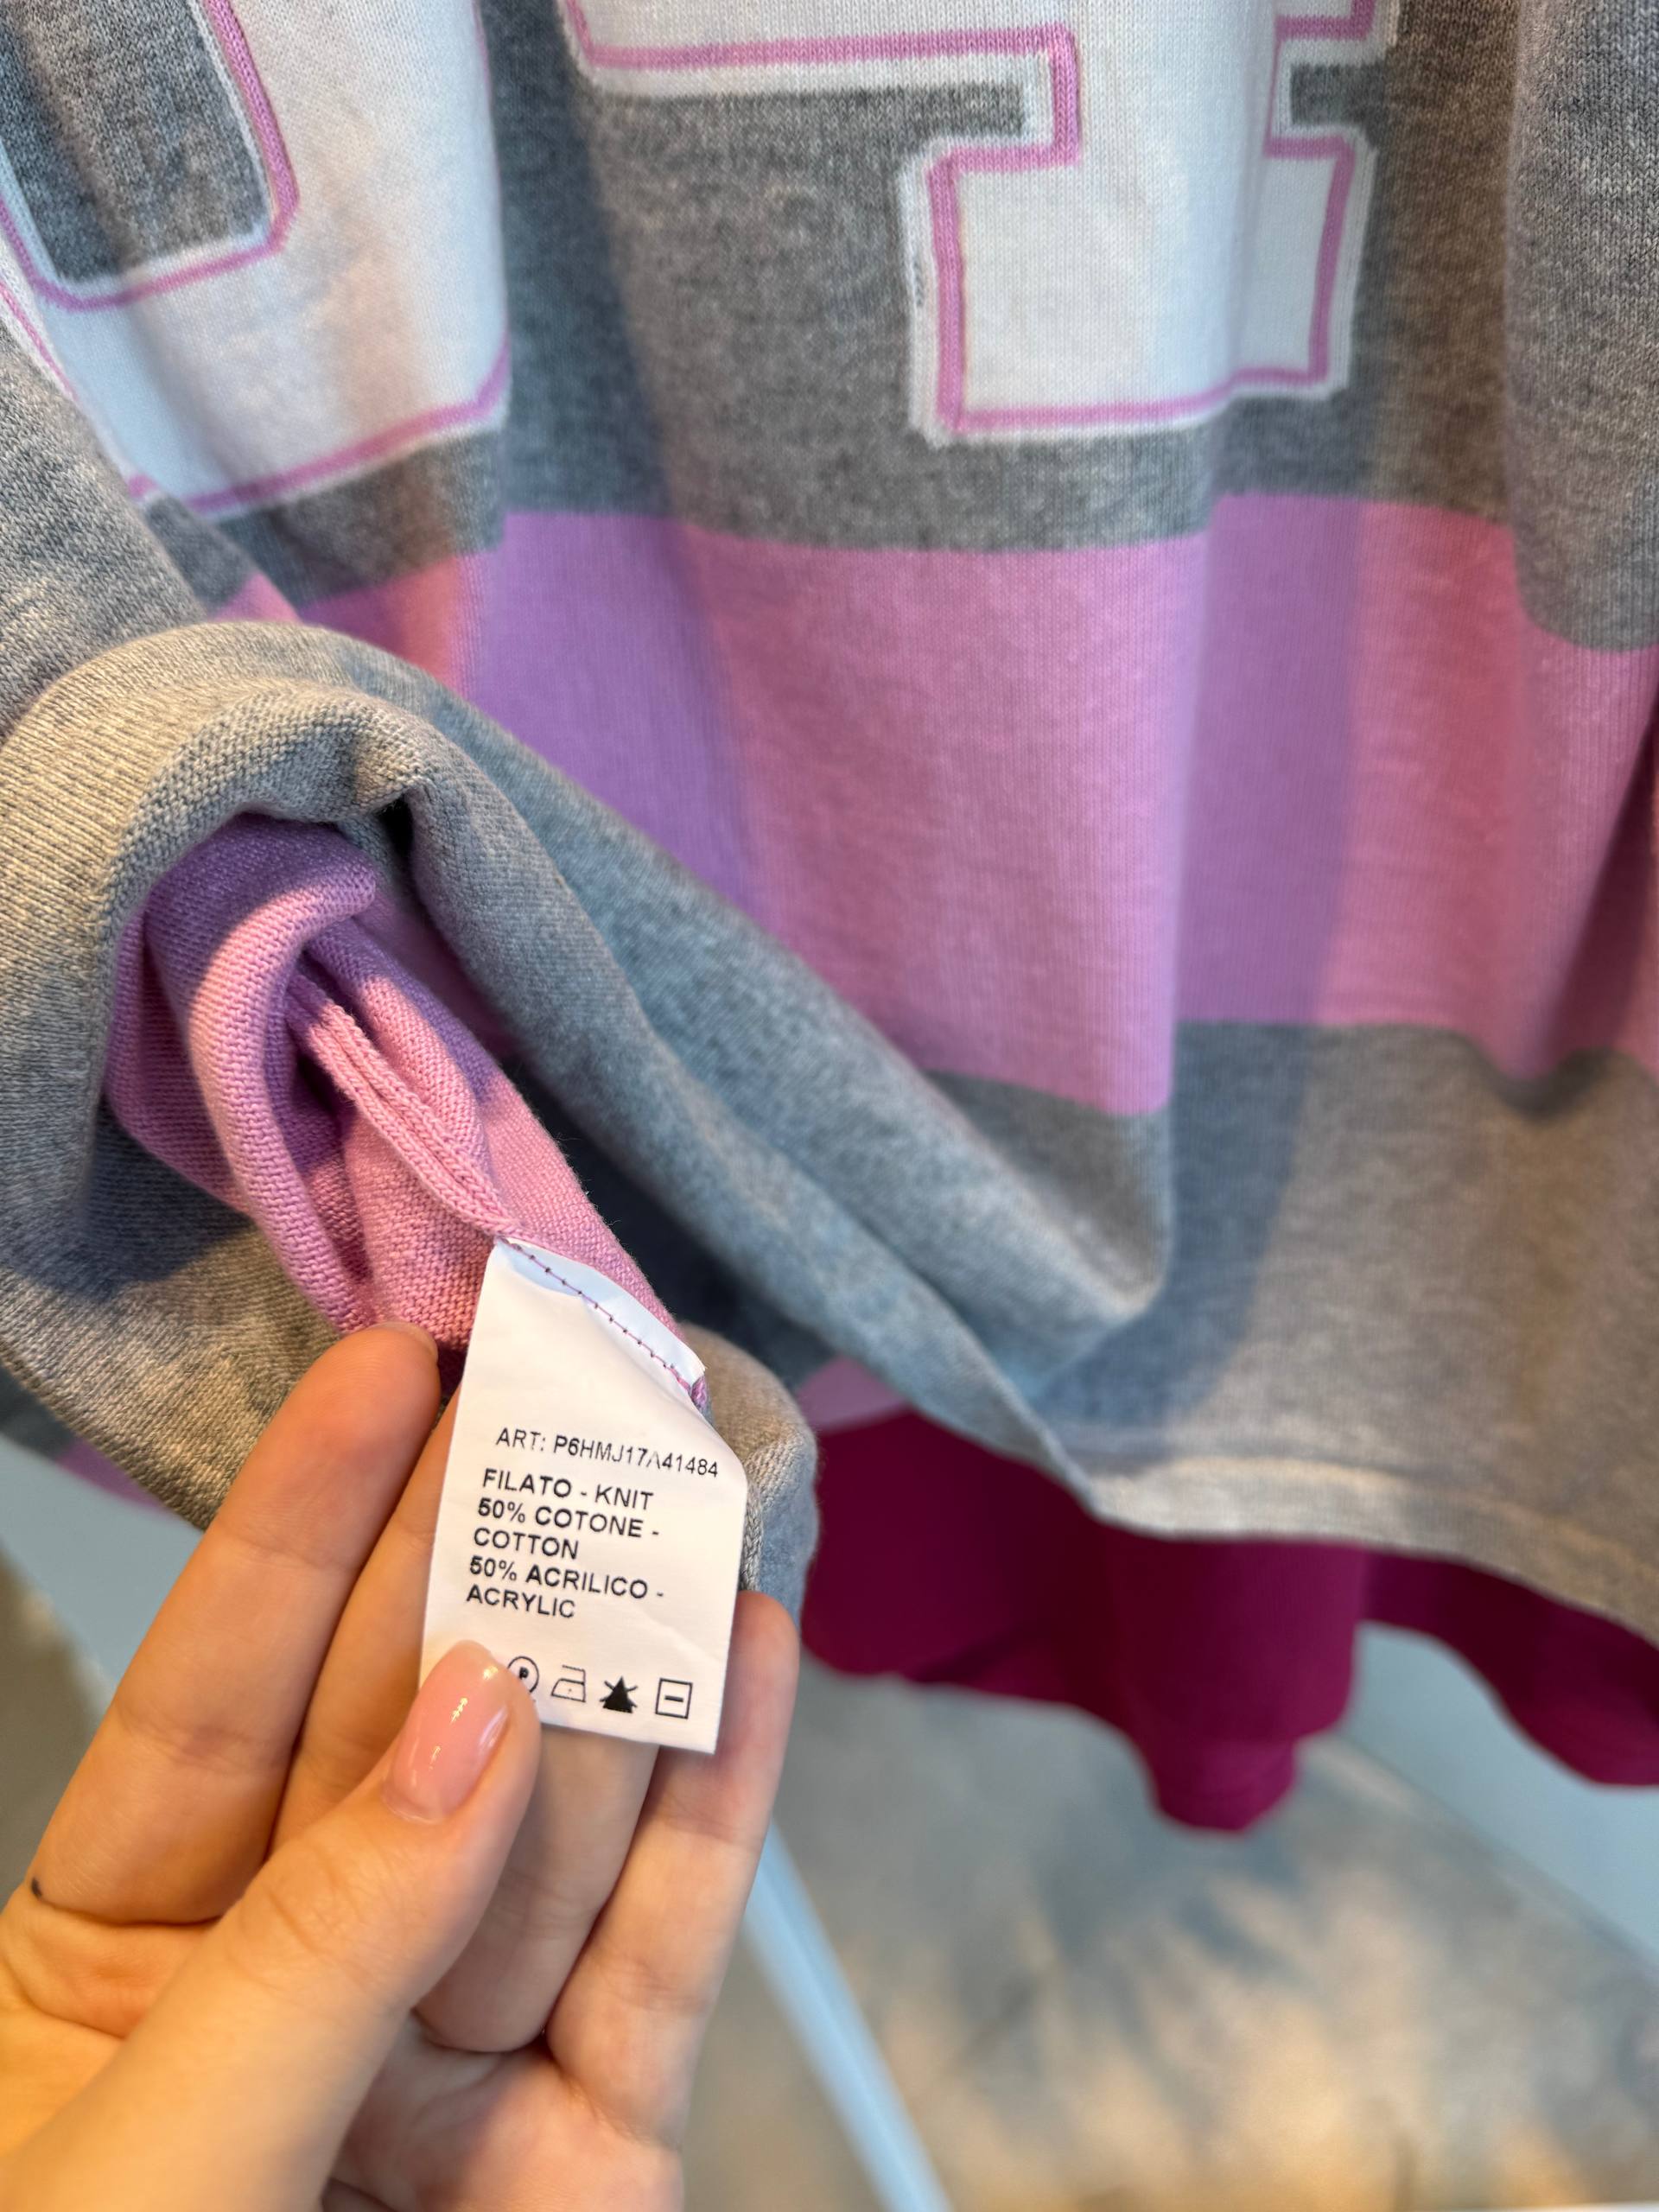 ART: P6HMJ17A41484
FILATO - KNIT
50% COTONE -
COTTON
50% ACRILICO -
ACRYLIC
P